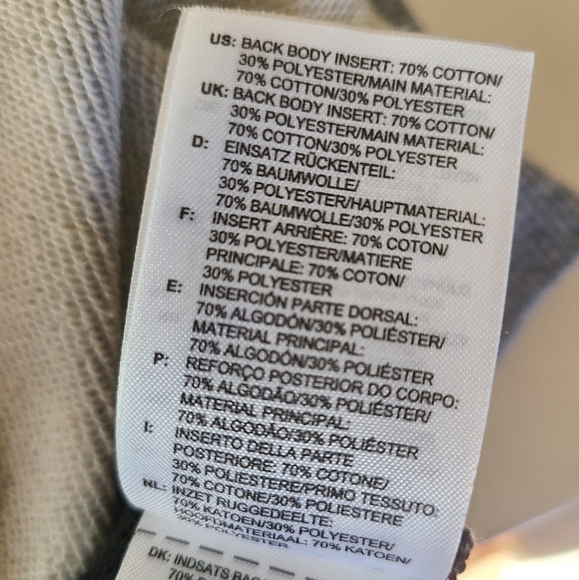 US: BACK BODY INSERT: 70% COTTON/
30% POLYESTER/MAIN MATERIAL:
70% COTTON/30% POLYESTER
UK: BACK BODY INSERT: 70% COTTON/
30% POLYESTER/MAIN MATERIAL:
70% COTTON/30% POLYESTER
D: EINSATZ RÜCKENTEIL:
70% BAUMWOLLE/
30% POLYESTER/HAUPTMATERIAL:
70% BAUMWOLLE/30% POLYESTER
F: INSERT ARRIÈRE: 70% COTON/
30% POLYESTER/MATIERE
PRINCIPALE: 70% COTON/
30% POLYESTER
E: INSERCIÓN PARTE DORSAL:
70% ALGODÓN/30% POLIÉSTER/
MATERIAL PRINCIPAL:
70% ALGODÓN/30% POLIÉSTER
P: REFORÇO POSTERIOR DO CORPO:
70% ALGODÃO/30% POLIÉSTER/
MATERIAL PRINCIPAL:
70% ALGODÃO/30% POLIÉSTER
I: INSERTO DELLA PARTE
POSTERIORE: 70% COTONE/
30% POLIESTERE/PRIMO TESSUTO:
70% COTONE/30% POLIESTERE
NL: INZET RUGGEDEELTE:
70% KATOEN/30% POLYESTER/
HOOFDMATERIAAL: 70% KATOEN/
30% POLYESTER
DK: INDSATS